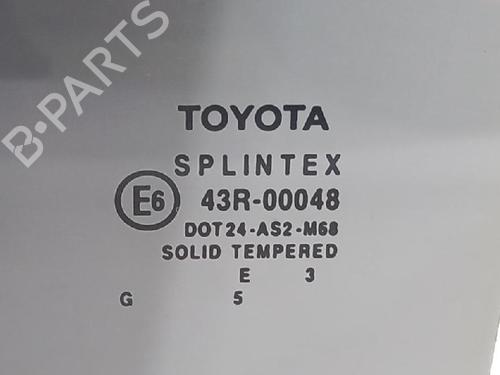 B-PARTS
TOYOTA
SPLINTEX
E6 43R-00048
DOT24-AS2-M68
SOLID TEMPERED
E 3
G 5